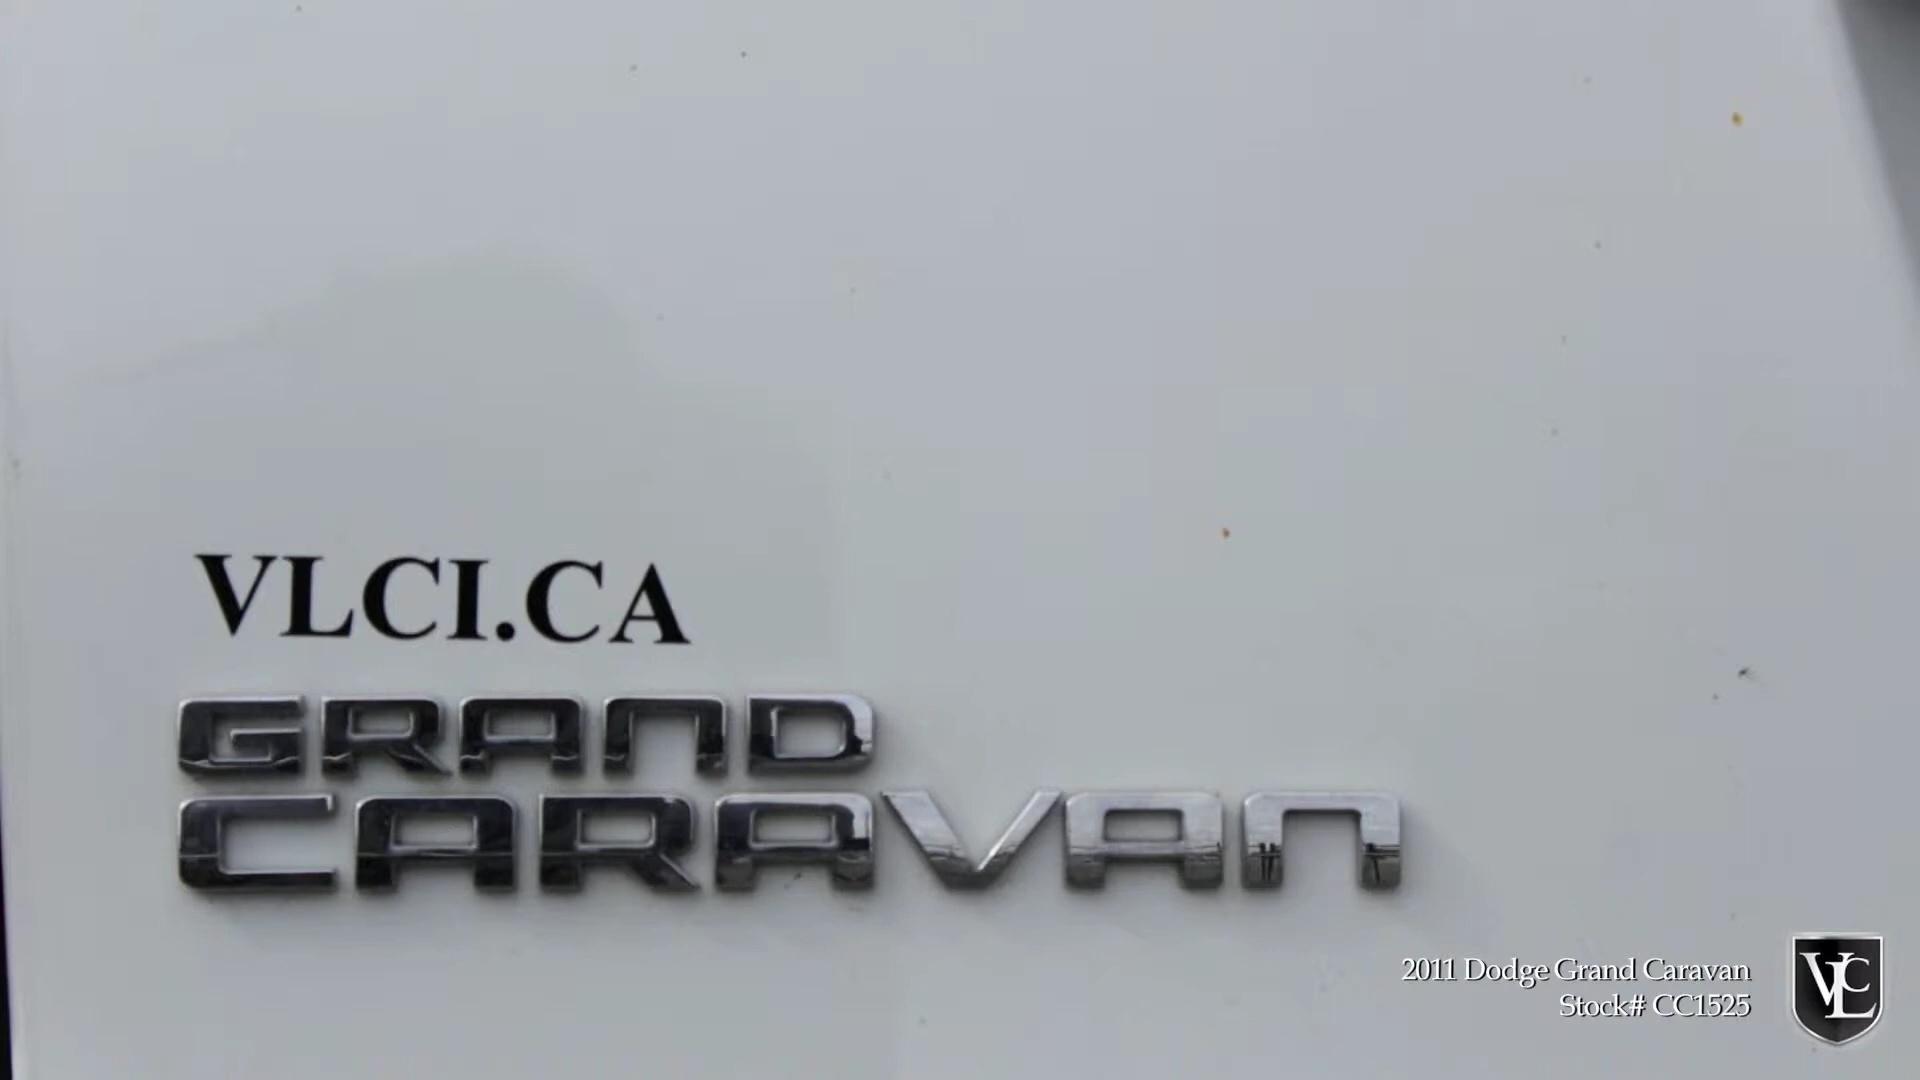 VLCI.CA
GRAND
CARAVAN
2011 Dodge Grand Caravan
Stock# CC1525
VLC